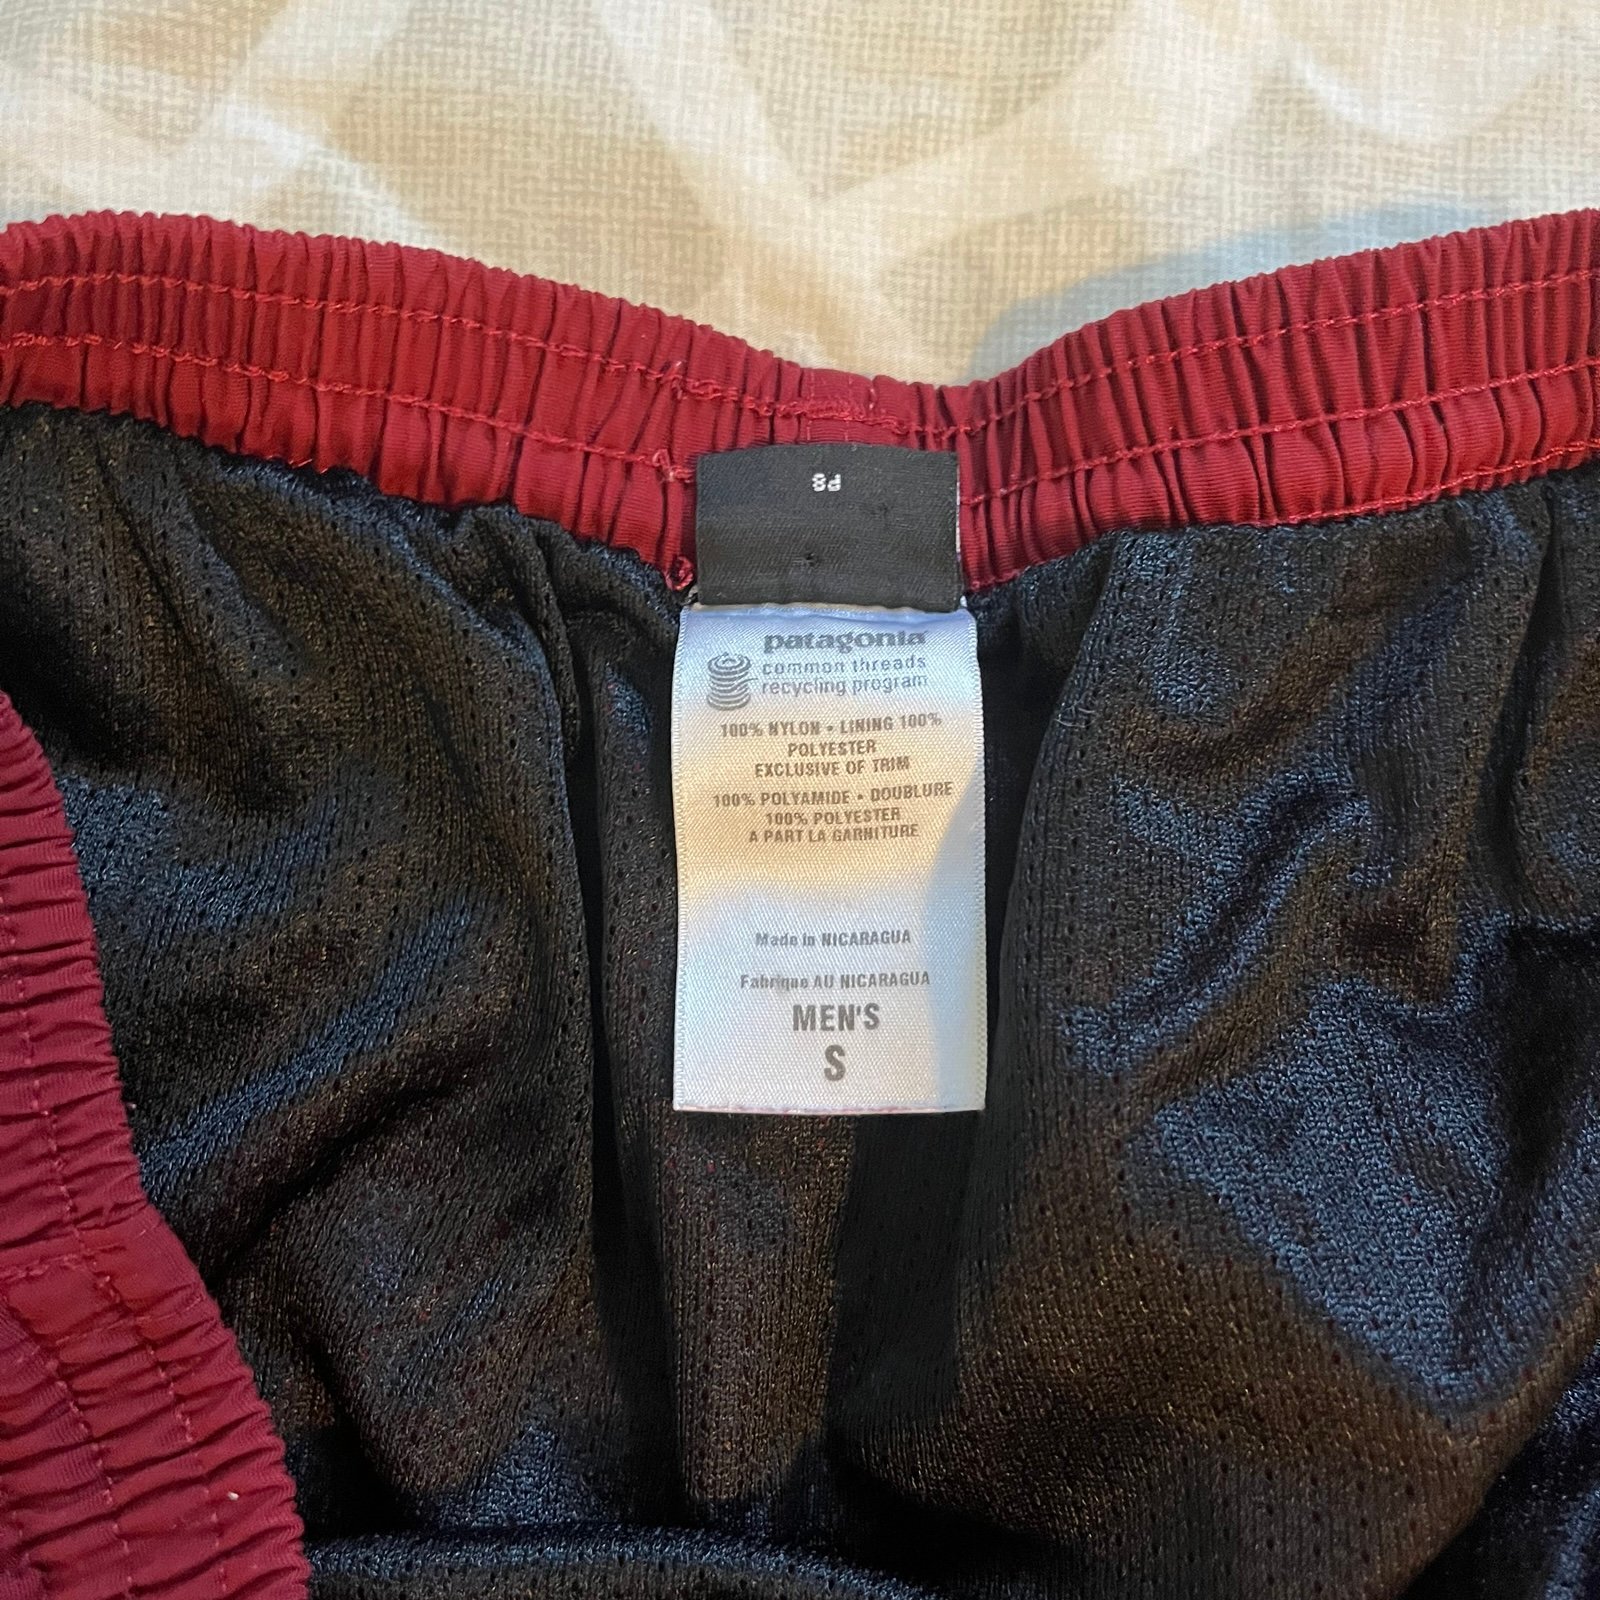 P8
patagonia®
common threads
recycling program
100% NYLON • LINING 100%
POLYESTER
EXCLUSIVE OF TRIM
100% POLYAMIDE • DOUBLURE
100% POLYESTER
A PART LA GARNITURE
Made in NICARAGUA
Fabrique AU NICARAGUA
MEN'S
S